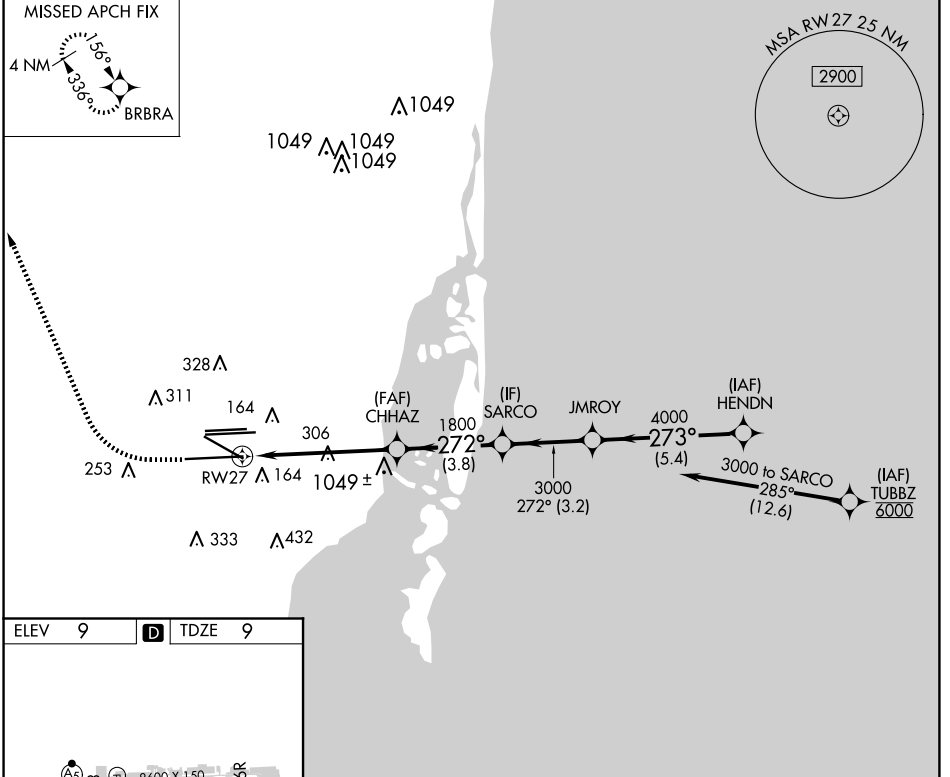 MISSED APCH FIX
4 NM
156°
336°
BRBRA
MSA RW27 25 NM
2900
1049
1049
1049
1049
328
311
164
253
RW27
164
306
1049 ±
333
432
(FAF)
CHHAZ
1800
272°
(3.8)
(IF)
SARCO
JMROY
3000
272° (3.2)
4000
273°
(5.4)
(IAF)
HENDN
3000 to SARCO
285°
(12.6)
(IAF)
TUBBZ
6000
ELEV 9
D
TDZE 9
A5
8600 X 150